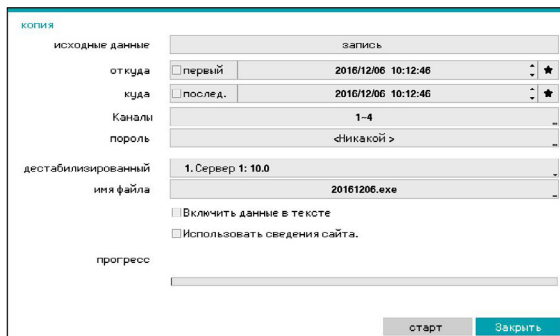 копия
исходные данные запись
откуда первый 2016/12/06 10:12:46
куда послед. 2016/12/06 10:12:46
Каналы 1~4
пороль <Никакой >
дестабилизированный 1. Сервер 1: 10.0
имя файла 20161206.exe
Включить данные в тексте
Использовать сведения сайта.
прогресс
старт Закрыть